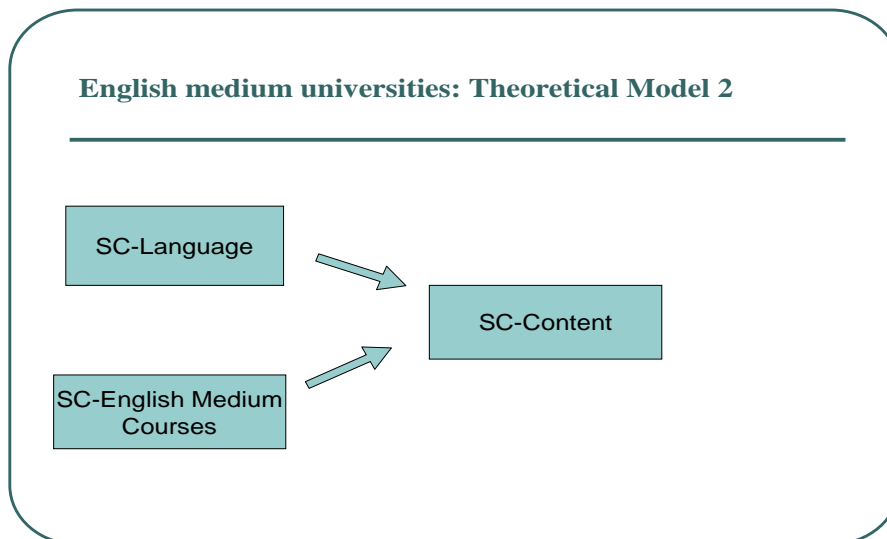 English medium universities: Theoretical Model 2
SC-Language
SC-Content
SC-English Medium
Courses